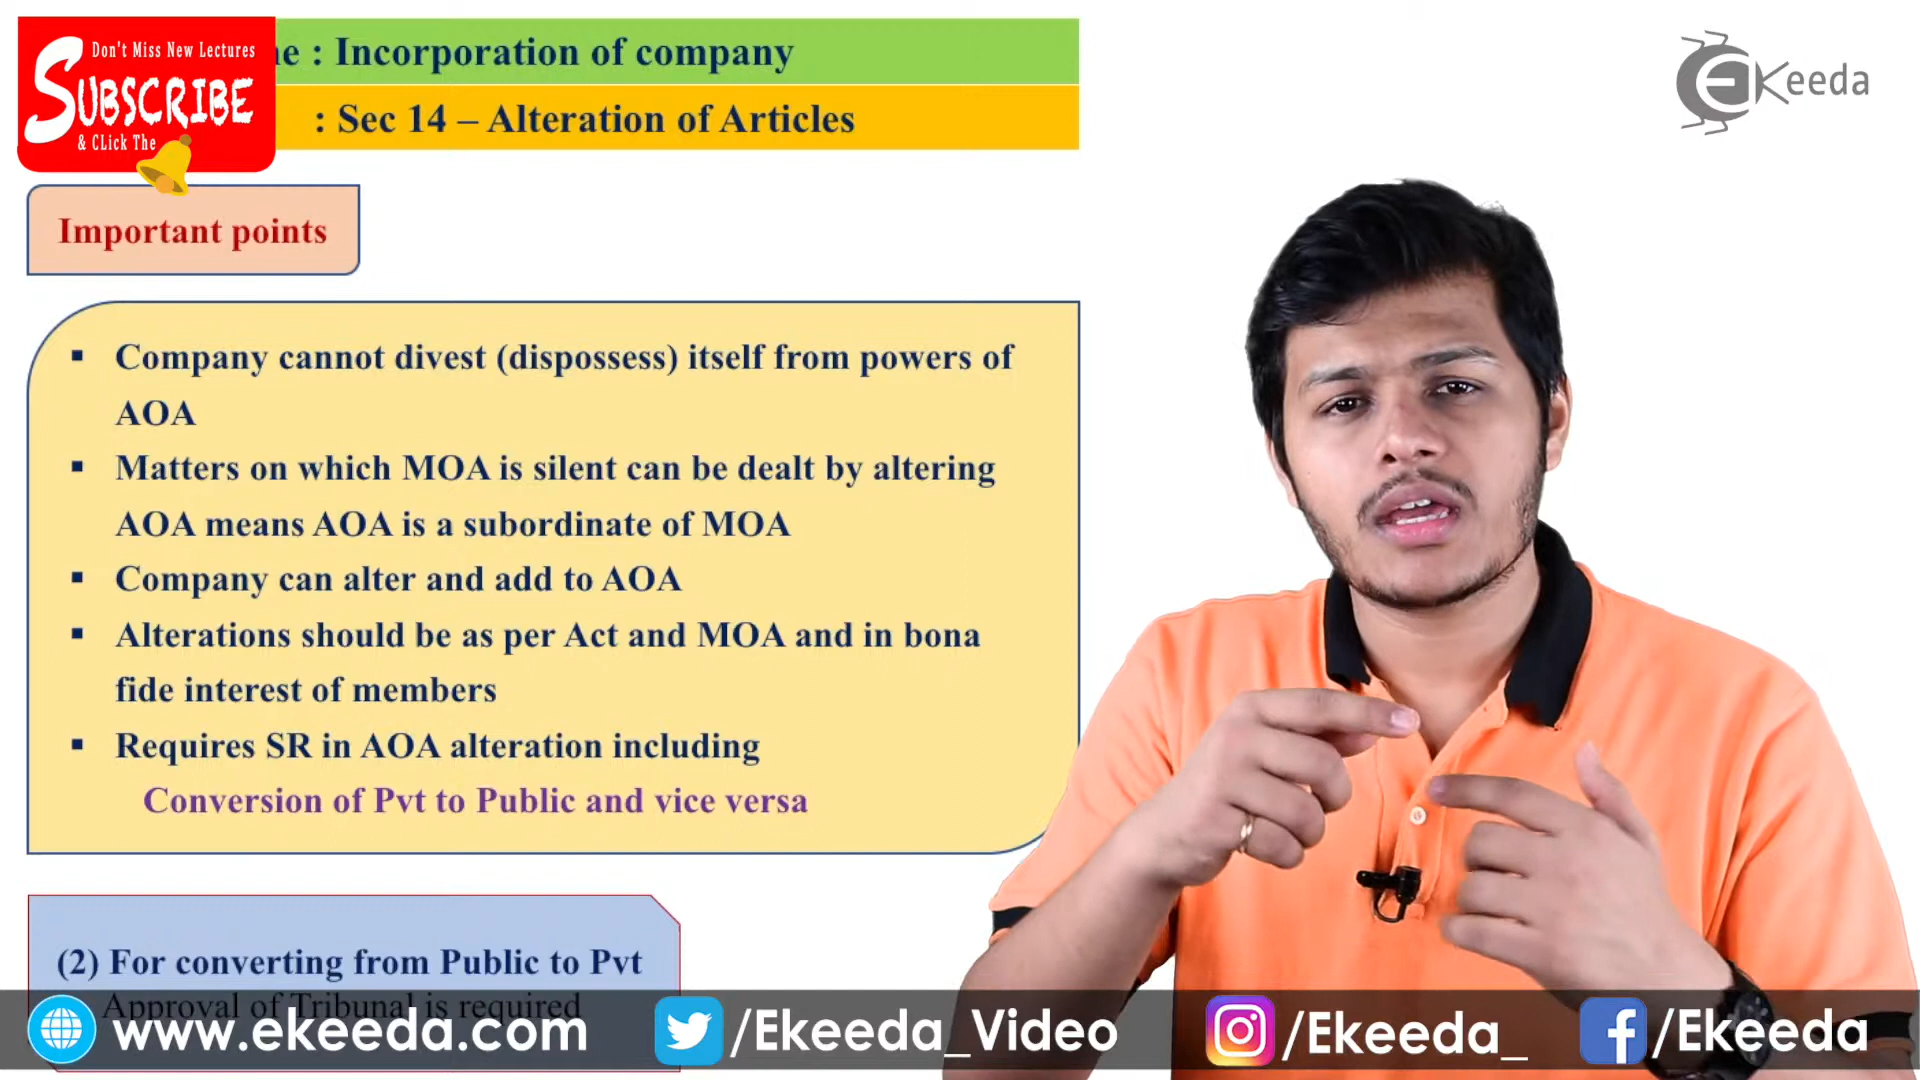 Don't Miss New Lectures
SUBSCRIBE
& CLick The
: Incorporation of company
: Sec 14 – Alteration of Articles
EKeeda
Important points
▪ Company cannot divest (dispossess) itself from powers of
AOA
▪ Matters on which MOA is silent can be dealt by altering
AOA means AOA is a subordinate of MOA
▪ Company can alter and add to AOA
▪ Alterations should be as per Act and MOA and in bona
fide interest of members
▪ Requires SR in AOA alteration including
Conversion of Pvt to Public and vice versa
(2) For converting from Public to Pvt
Approval of Tribunal is required
www.ekeeda.com
/Ekeeda_Video
/Ekeeda_
/Ekeeda